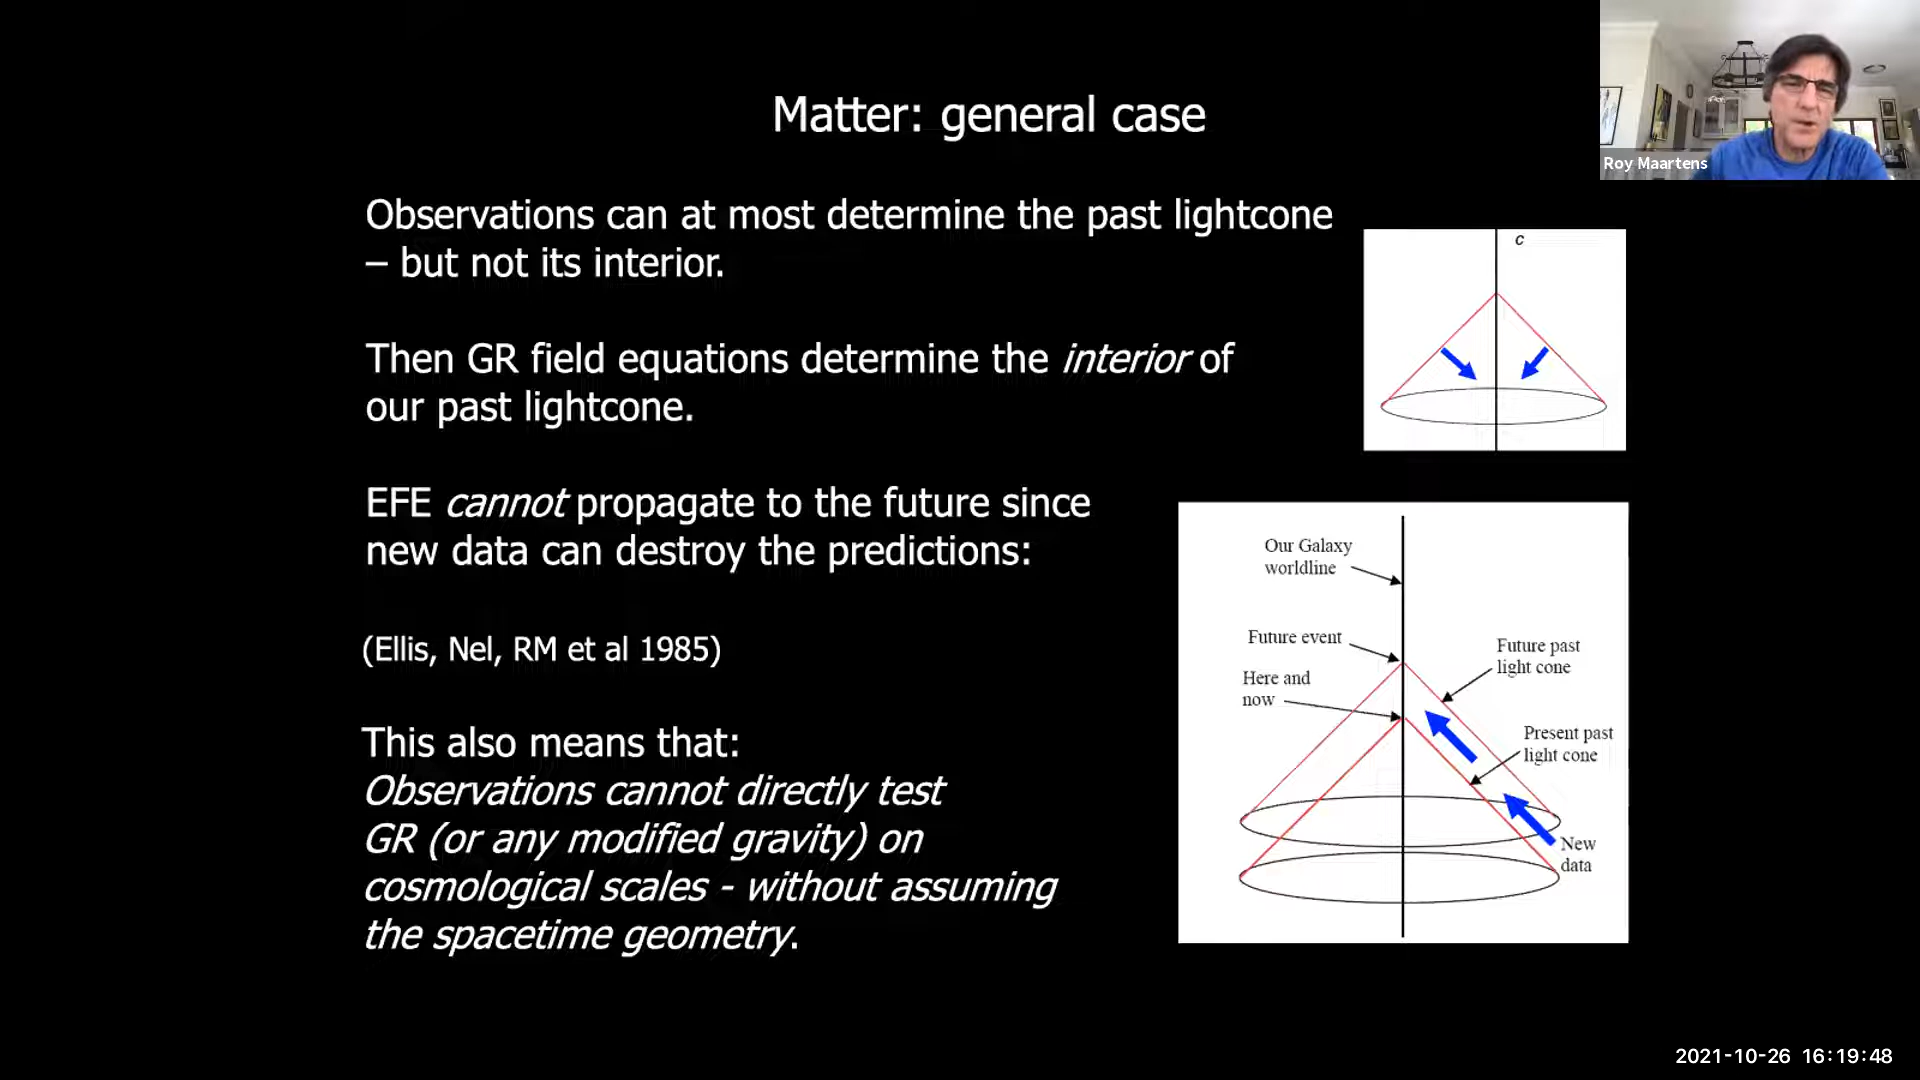 Matter: general case
Roy Maartens
Observations can at most determine the past lightcone
– but not its interior.
Then GR field equations determine the interior of
our past lightcone.
EFE cannot propagate to the future since
new data can destroy the predictions:
(Ellis, Nel, RM et al 1985)
This also means that:
Observations cannot directly test
GR (or any modified gravity) on
cosmological scales - without assuming
the spacetime geometry.
c
Our Galaxy
worldline
Future event
Here and
now
Future past
light cone
Present past
light cone
New
data
2021-10-26 16:19:48